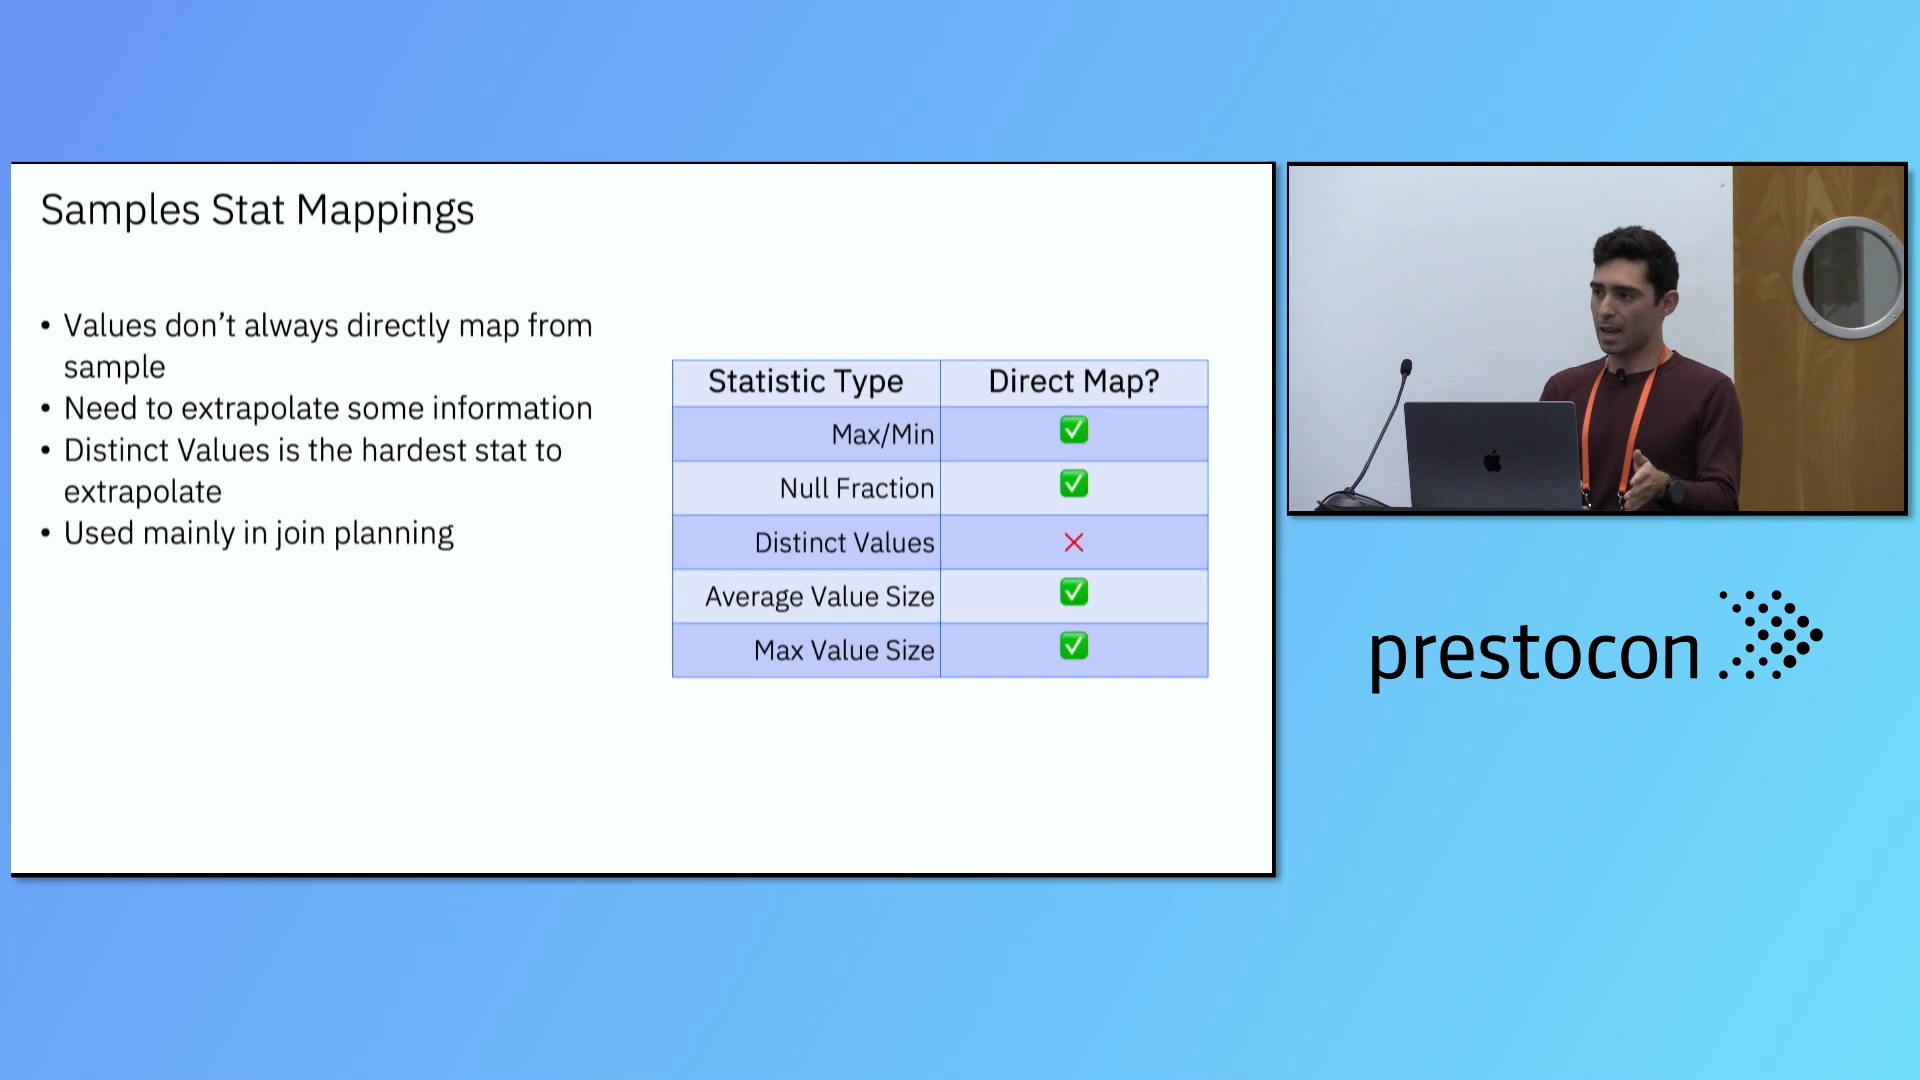 Samples Stat Mappings
• Values don’t always directly map from
sample
• Need to extrapolate some information
• Distinct Values is the hardest stat to
extrapolate
• Used mainly in join planning
Statistic Type Direct Map?
Max/Min ✅
Null Fraction ✅
Distinct Values ❌
Average Value Size ✅
Max Value Size ✅
prestocon